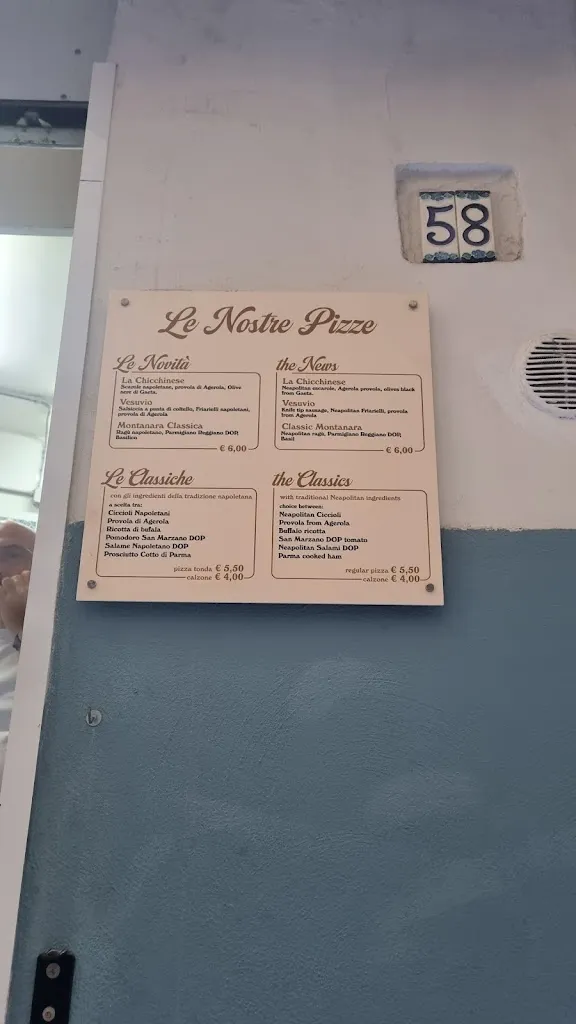 58
Le Nostre Pizze
Le Novità
La Chicchinese
Scarole napoletane, provola di Agerola, Olive
nere di Gaeta.
Vesuvio
Salsiccia a punta di coltello, Friarielli napoletani,
provola di Agerola
Montanara Classica
Ragù napoletano, Parmigiano Reggiano DOP,
Basilico
€ 6,00
the News
La Chicchinese
Neapolitan escarole, Agerola provola, olives black
from Gaeta.
Vesuvio
Knife tip sausage, Neapolitan Friarielli, provola
from Agerola
Classic Montanara
Neapolitan ragù, Parmigiano Reggiano DOP,
Basil
€ 6,00
Le Classiche
con gli ingredienti della tradizione napoletana
a scelta tra:
Ciccioli Napoletani
Provola di Agerola
Ricotta di bufala
Pomodoro San Marzano DOP
Salame Napoletano DOP
Prosciutto Cotto di Parma
pizza tonda € 5,50
calzone € 4,00
the Classics
with traditional Neapolitan ingredients
choice between:
Neapolitan Ciccioli
Provola from Agerola
Buffalo ricotta
San Marzano DOP tomato
Neapolitan Salami DOP
Parma cooked ham
regular pizza € 5,50
calzone € 4,00